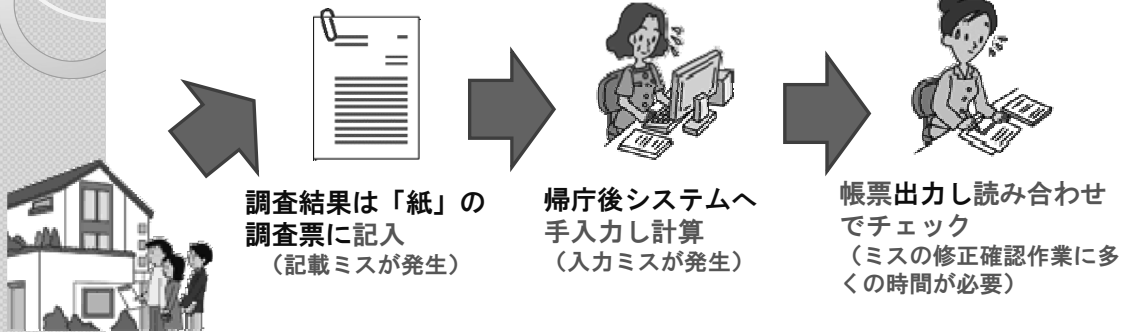 調査結果は「紙」の
調査票に記入
（記載ミスが発生）
帰庁後システムへ
手入力し計算
（入力ミスが発生）
帳票出力し読み合わせ
でチェック
（ミスの修正確認作業に多
くの時間が必要）